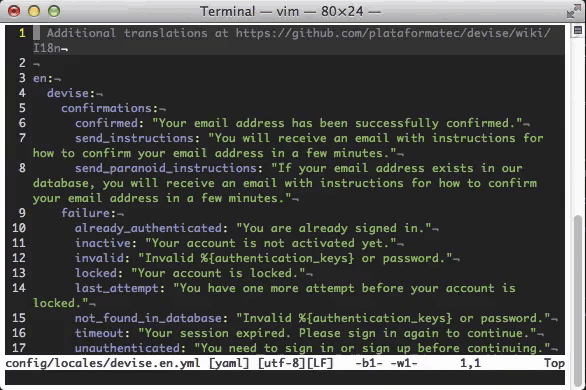 Terminal — vim — 80×24 —
1 Additional translations at https://github.com/plataformatec/devise/wiki/
I18n¬
2 ¬
3 en:¬
4 devise:¬
5 confirmations:¬
6 confirmed: "Your email address has been successfully confirmed."¬
7 send_instructions: "You will receive an email with instructions for
how to confirm your email address in a few minutes."¬
8 send_paranoid_instructions: "If your email address exists in our
database, you will receive an email with instructions for how to confirm
your email address in a few minutes."¬
9 failure:¬
10 already_authenticated: "You are already signed in."¬
11 inactive: "Your account is not activated yet."¬
12 invalid: "Invalid %{authentication_keys} or password."¬
13 locked: "Your account is locked."¬
14 last_attempt: "You have one more attempt before your account is
locked."¬
15 not_found_in_database: "Invalid %{authentication_keys} or password."¬
16 timeout: "Your session expired. Please sign in again to continue."¬
17 unauthenticated: "You need to sign in or sign up before continuing."¬
config/locales/devise.en.yml [yaml] [utf-8][LF] -b1- -w1- 1,1 Top